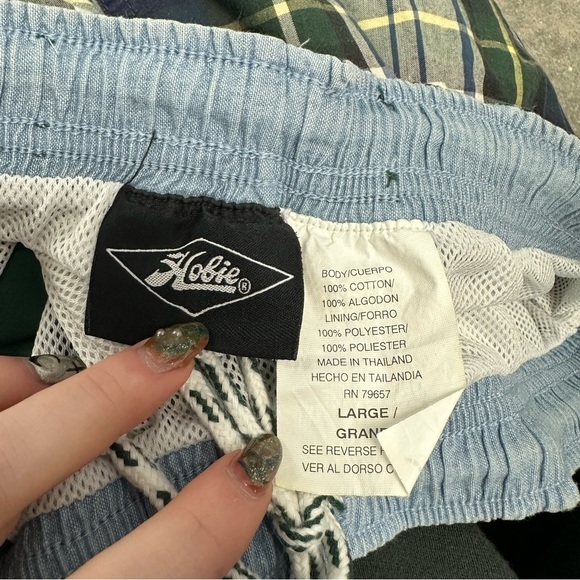 Hobie®
BODY/CUERPO
100% COTTON/
100% ALGODON
LINING/FORRO
100% POLYESTER/
100% POLIESTER
MADE IN THAILAND
HECHO EN TAILANDIA
RN 79657
LARGE /
SEE REVERSE
VER AL DORSO